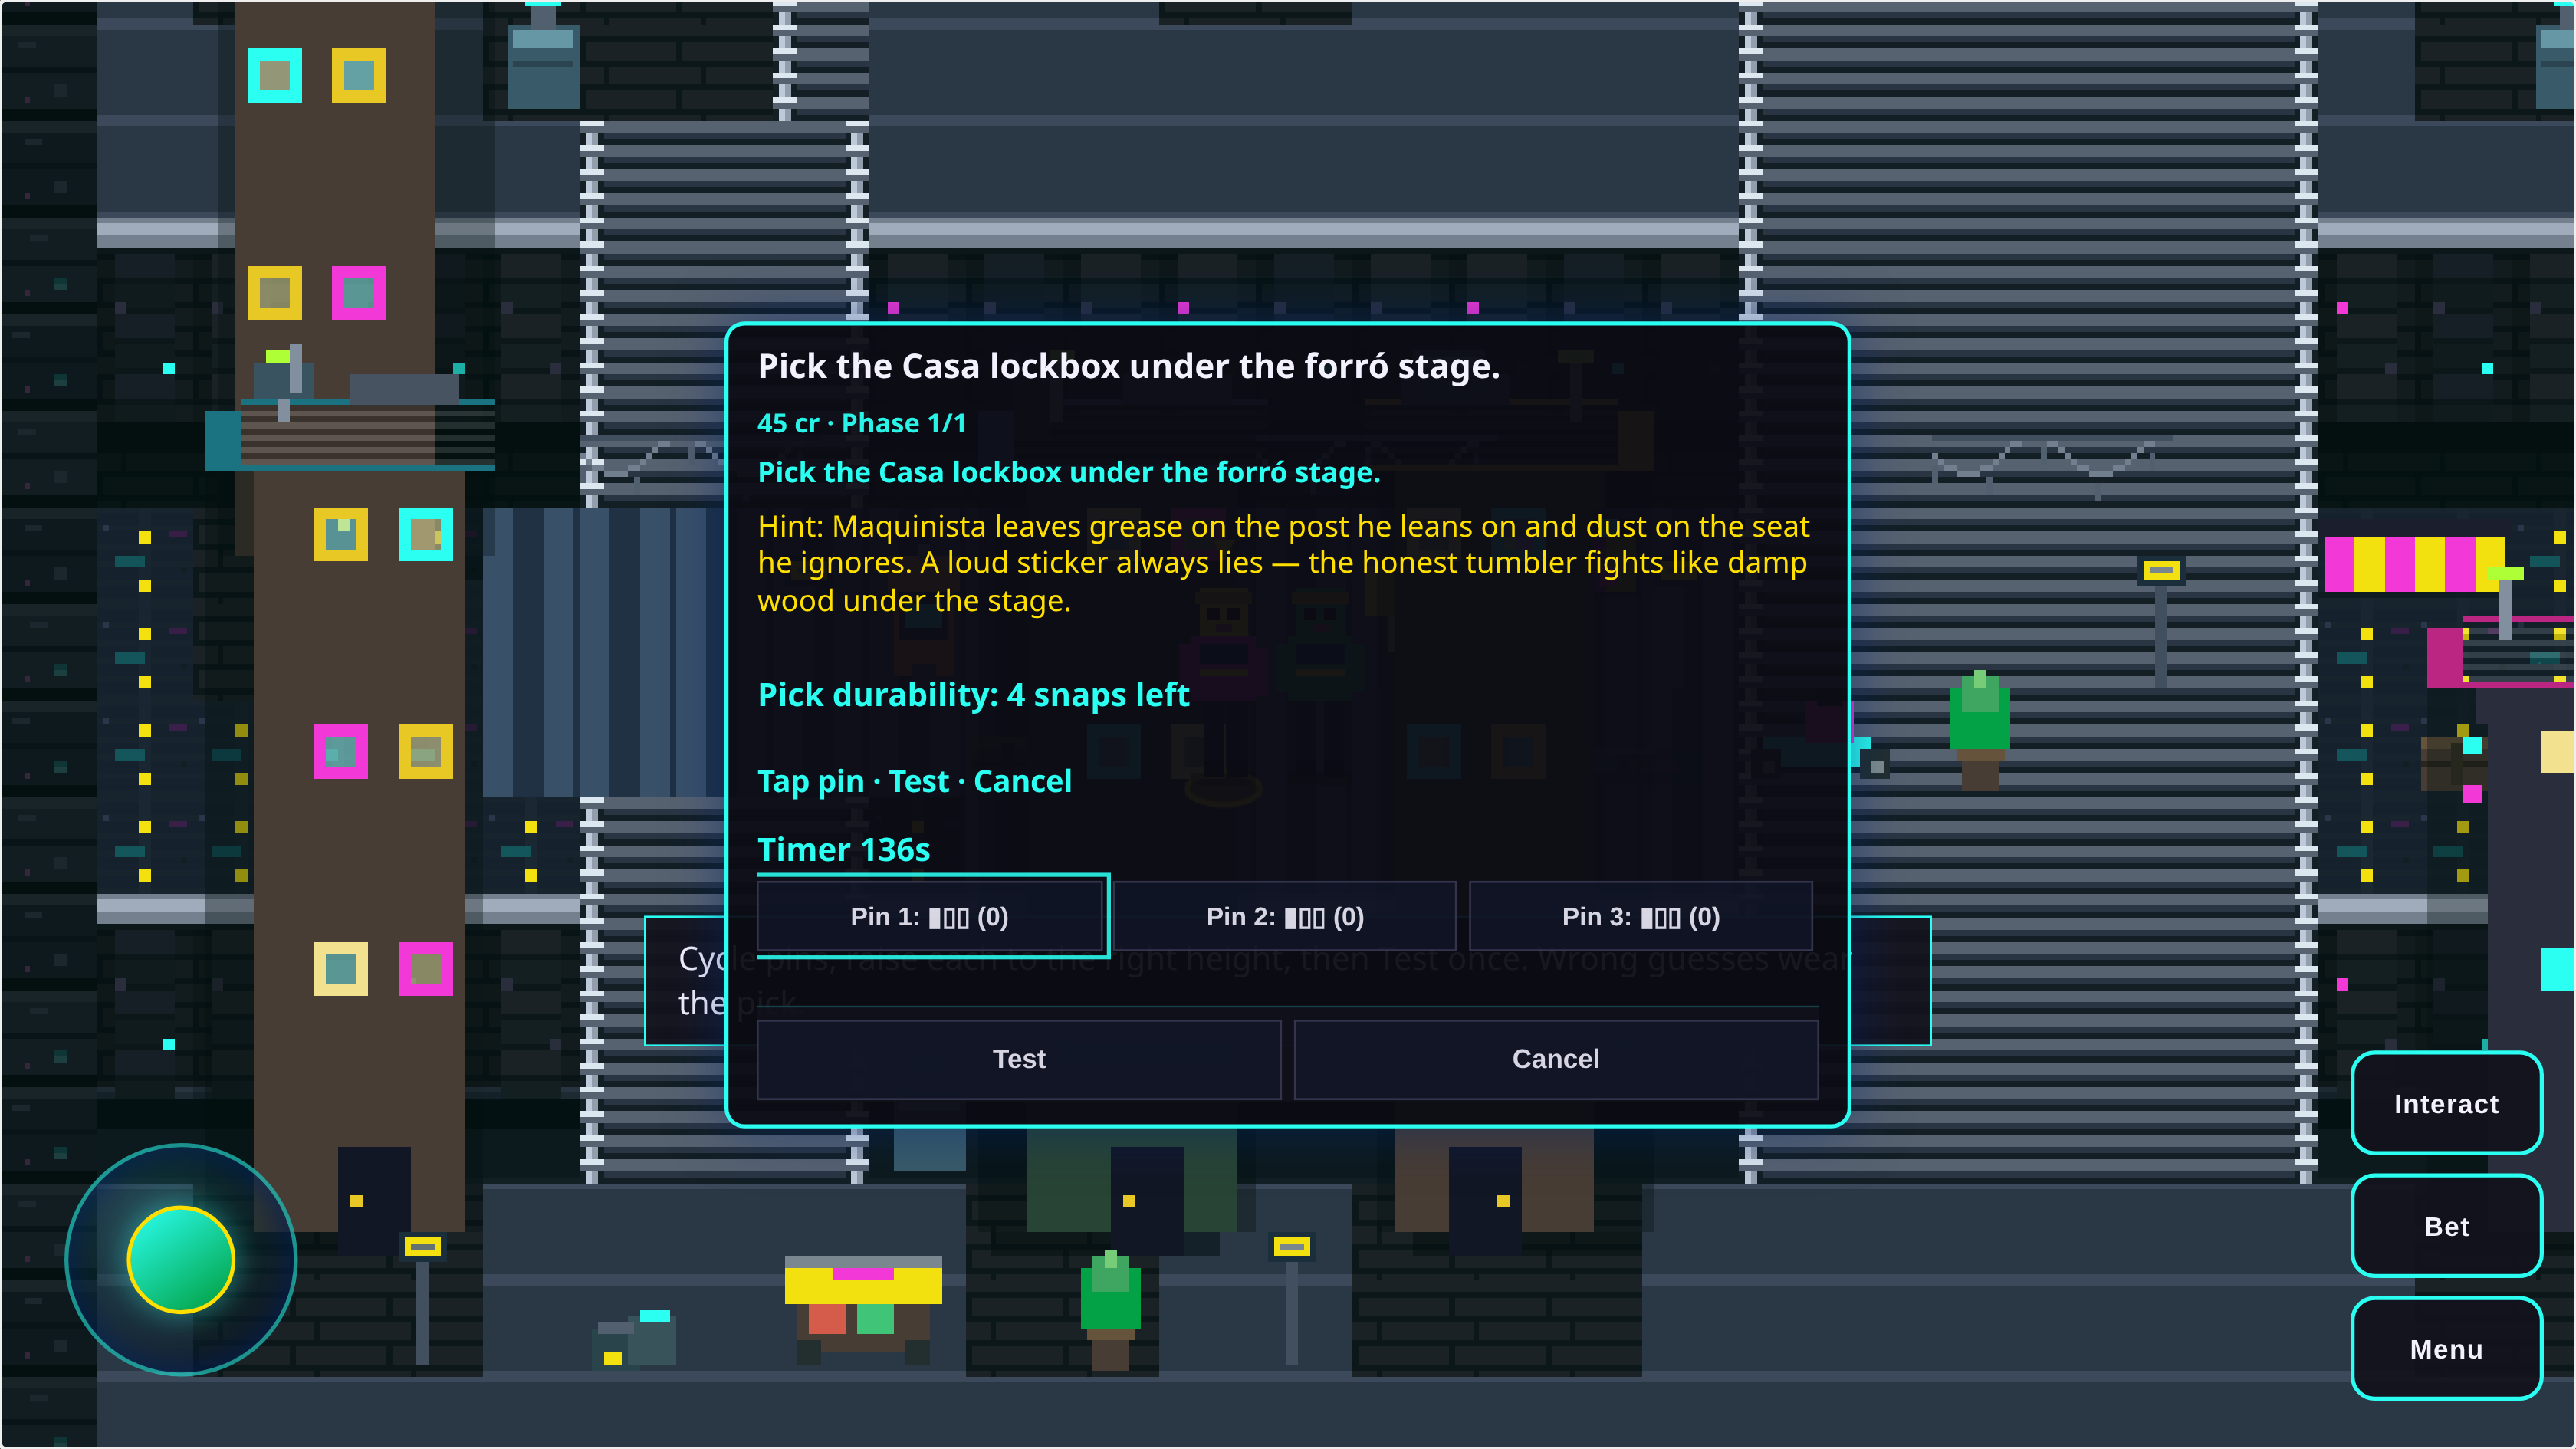 Pick the Casa lockbox under the forró stage.
45 cr · Phase 1/1
Pick the Casa lockbox under the forró stage.
Hint: Maquinista leaves grease on the post he leans on and dust on the seat
he ignores. A loud sticker always lies — the honest tumbler fights like damp
wood under the stage.
Pick durability: 4 snaps left
Tap pin · Test · Cancel
Timer 136s
Pin 1: ▮▯▯ (0)
Pin 2: ▮▯▯ (0)
Pin 3: ▮▯▯ (0)
Cycle pins, raise each to the right height, then Test once. Wrong guesses wear
the pick.
Test
Cancel
Interact
Bet
Menu